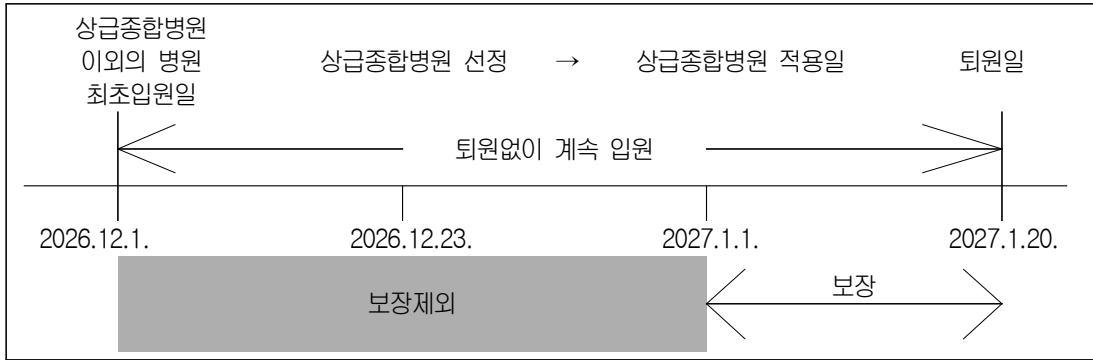 상급종합병원
이외의 병원
최초입원일
상급종합병원 선정 → 상급종합병원 적용일
퇴원일
퇴원없이 계속 입원
2026.12.1.
2026.12.23.
2027.1.1.
2027.1.20.
보장제외
보장